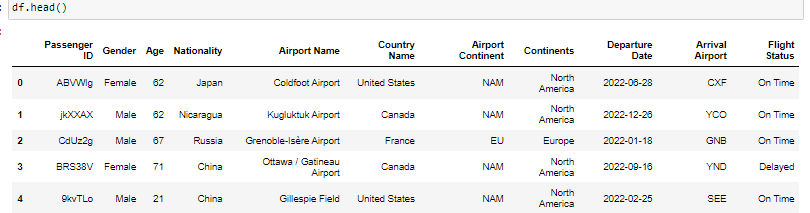 df.head()
Passenger ID Gender Age Nationality Airport Name Country Name Airport Continent Continents Departure Date Arrival Airport Flight Status
0 ABVWIg Female 62 Japan Coldfoot Airport United States NAM North America 2022-06-28 CXF On Time
1 jkXXAX Male 62 Nicaragua Kugluktuk Airport Canada NAM North America 2022-12-26 YCO On Time
2 CdUz2g Male 67 Russia Grenoble-Isère Airport France EU Europe 2022-01-18 GNB On Time
3 BRS38V Female 71 China Ottawa / Gatineau Airport Canada NAM North America 2022-09-16 YND Delayed
4 9kvTLo Male 21 China Gillespie Field United States NAM North America 2022-02-25 SEE On Time